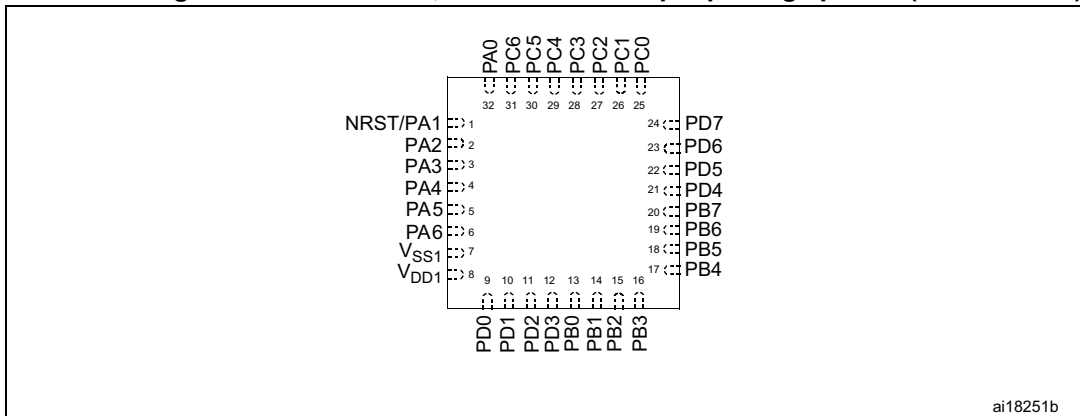 PA0 PC6 PC5 PC4 PC3 PC2 PC1 PC0
32 31 30 29 28 27 26 25
NRST/PA1 1
PA2 2
PA3 3
PA4 4
PA5 5
PA6 6
VSS1 7
VDD1 8
24 PD7
23 PD6
22 PD5
21 PD4
20 PB7
19 PB6
18 PB5
17 PB4
9 10 11 12 13 14 15 16
PD0 PD1 PD2 PD3 PB0 PB1 PB2 PB3
ai18251b